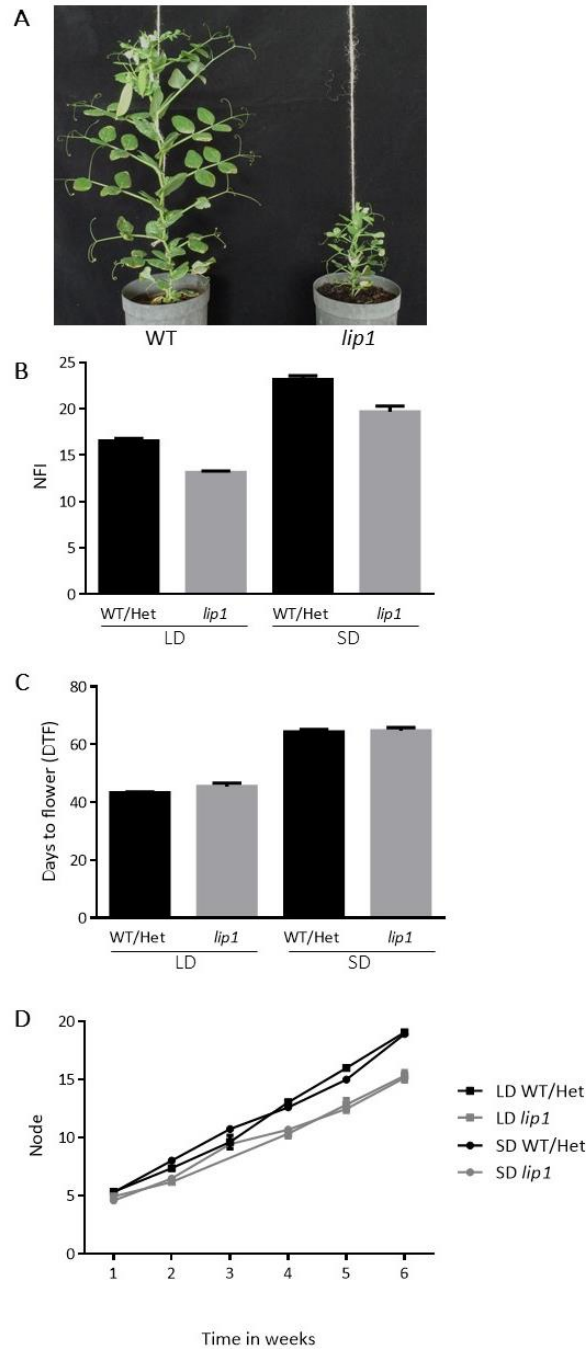 A
WT lip1
B
NFI
25
20
15
10
5
0
WT/Het lip1 WT/Het lip1
LD SD
C
Days to flower (DTF)
80
60
40
20
0
WT/Het lip1 WT/Het lip1
LD SD
D
Node
20
15
10
5
0
1 2 3 4 5 6
Time in weeks
LD WT/Het
LD lip1
SD WT/Het
SD lip1